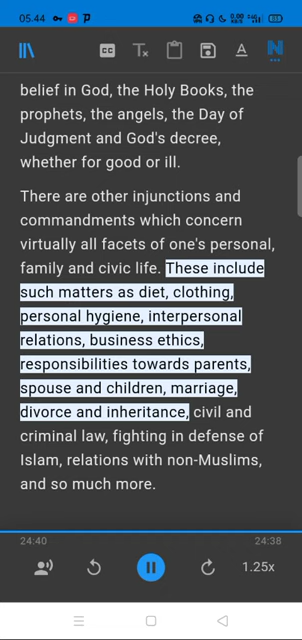 05.44
0,00
KB/S
CC
T
A
N
belief in God, the Holy Books, the
prophets, the angels, the Day of
Judgment and God's decree,
whether for good or ill.
There are other injunctions and
commandments which concern
virtually all facets of one's personal,
family and civic life. These include
such matters as diet, clothing,
personal hygiene, interpersonal
relations, business ethics,
responsibilities towards parents,
spouse and children, marriage,
divorce and inheritance, civil and
criminal law, fighting in defense of
Islam, relations with non-Muslims,
and so much more.
24:40 24:38
1.25x